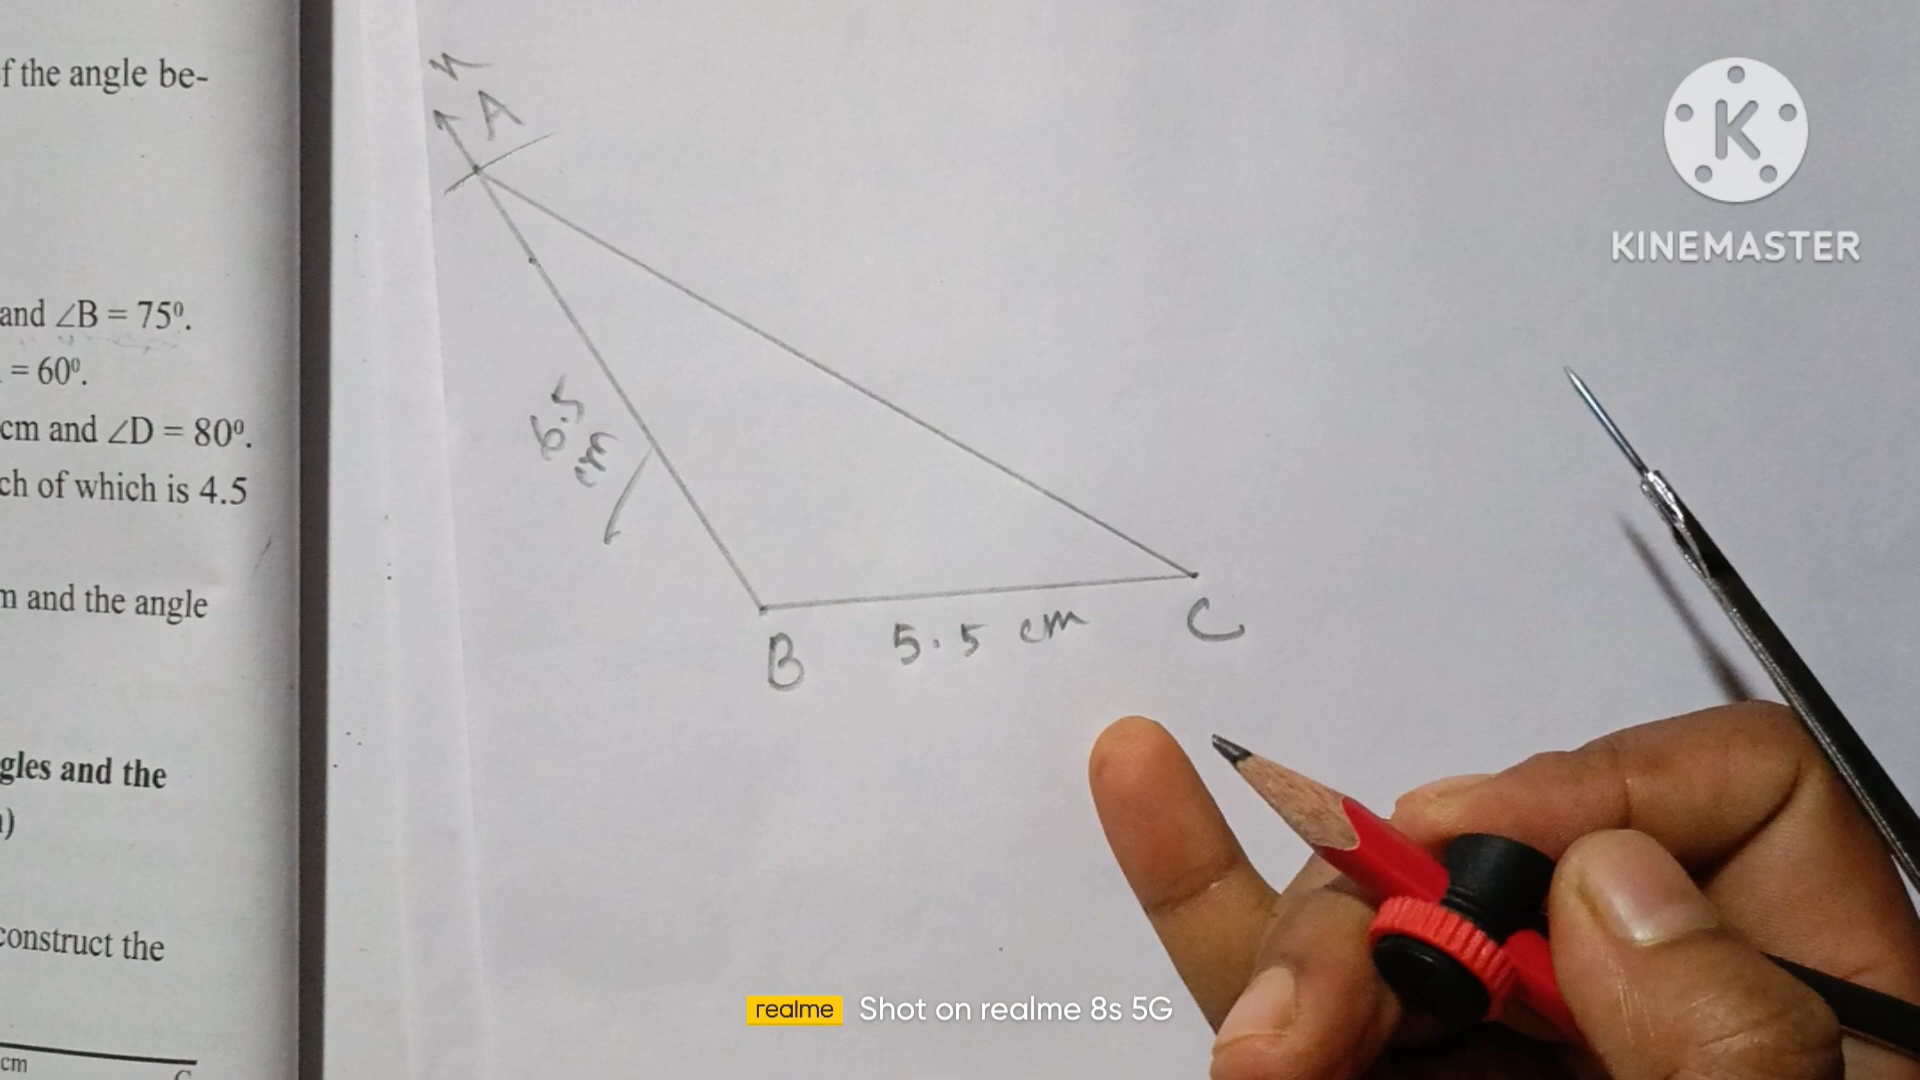 f the angle be-
and ∠B = 75⁰.
= 60⁰.
cm and ∠D = 80⁰.
ch of which is 4.5
m and the angle
gles and the
)
construct the
cm
C
A
6.5
cm
B
5.5 cm
C
K
KINEMASTER
realme Shot on realme 8s 5G